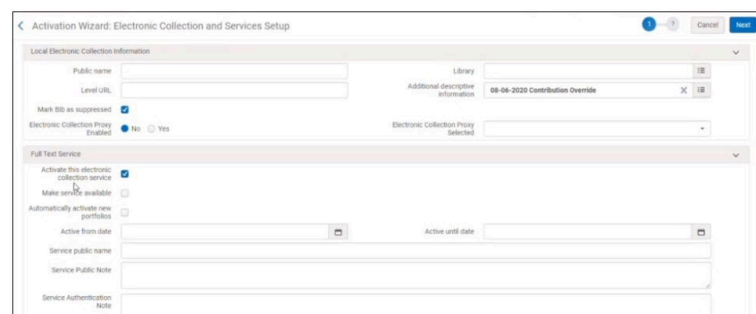 Activation Wizard: Electronic Collection and Services Setup
1
2
Cancel
Next
Local Electronic Collection Information
Public name
Library
Level URL
Additional descriptive
information
08-06-2020 Contribution Override
Mark Bib as suppressed
Electronic Collection Proxy
Enabled
No
Yes
Electronic Collection Proxy
Selected
Full Text Service
Activate this electronic
collection service
Make service available
Automatically activate new
portfolios
Active from date
Active until date
Service public name
Service Public Note
Service Authentication
Note